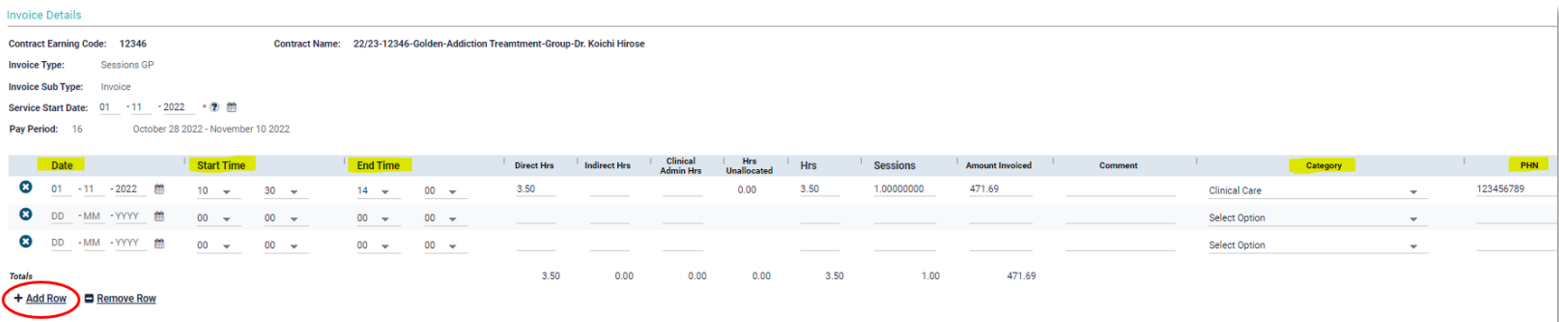 Invoice Details
Contract Earning Code: 12346 Contract Name: 22/23-12346-Golden-Addiction Treamtment-Group-Dr. Koichi Hirose
Invoice Type: Sessions GP
Invoice Sub Type: Invoice
Service Start Date: 01 - 11 - 2022 * ?
Pay Period: 16 October 28 2022 - November 10 2022
Date Start Time End Time Direct Hrs Indirect Hrs Clinical Admin Hrs Hrs Unallocated Hrs Sessions Amount Invoiced Comment Category PHN
01 - 11 - 2022 10 30 14 00 3.50 0.00 3.50 1.00000000 471.69 Clinical Care 123456789
DD - MM - YYYY 00 00 00 00 Select Option
DD - MM - YYYY 00 00 00 00 Select Option
Totals 3.50 0.00 0.00 0.00 3.50 1.00 471.69
+ Add Row Remove Row